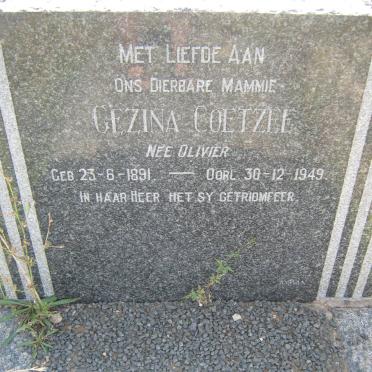 MET LIEFDE AAN
ONS DIERBARE MAMMIE
GEZINA COETZEE
NEE OLIVIER
GEB 23-6-1891. — OORL. 30-12-1949.
IN HAAR HEER HET SY GETRIOMFEER.